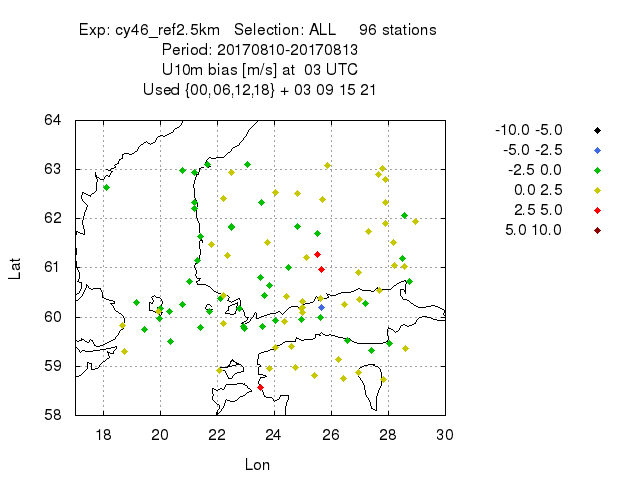 Exp: cy46_ref2.5km   Selection: ALL     96 stations
Period: 20170810-20170813
U10m bias [m/s] at  03 UTC
Used {00,06,12,18} + 03 09 15 21
64
63
62
61
60
59
58
Lat
18 20 22 24 26 28 30
Lon
-10.0 -5.0
-5.0 -2.5
-2.5 0.0
0.0 2.5
2.5 5.0
5.0 10.0